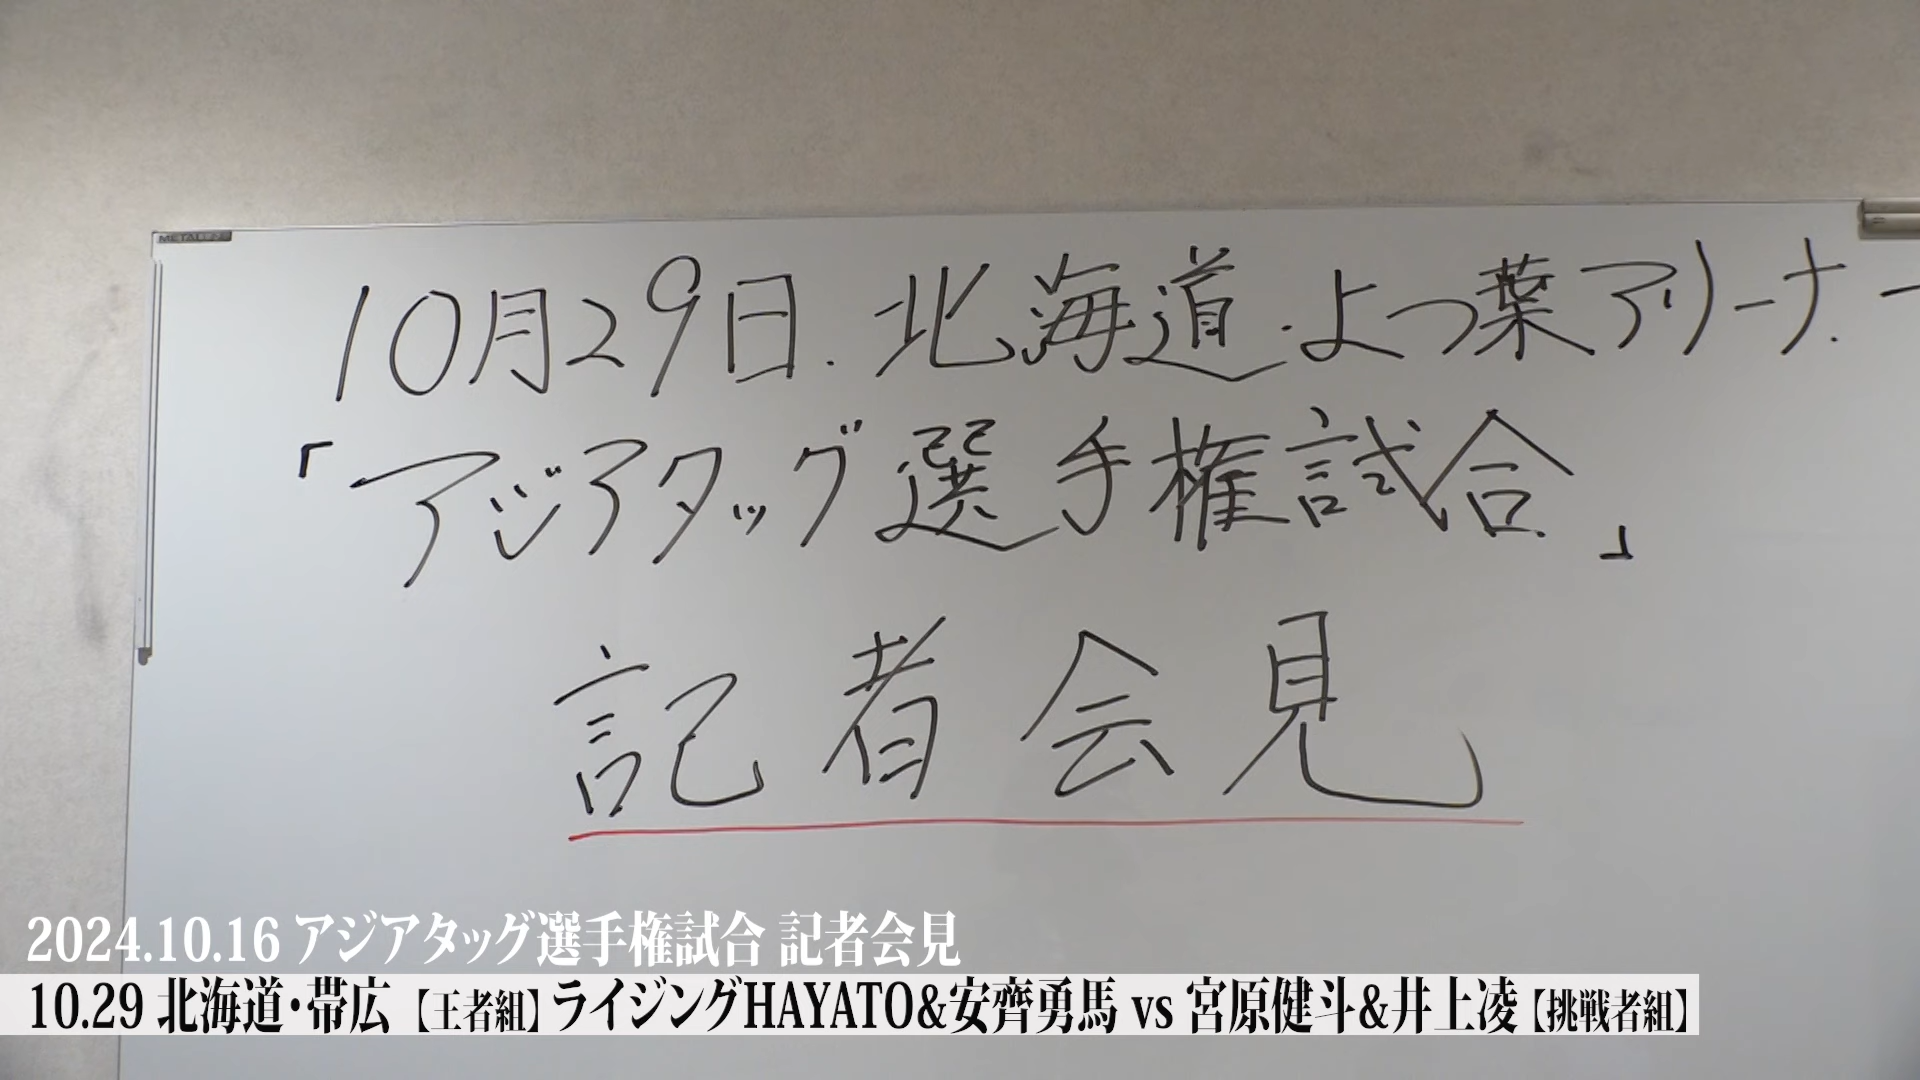 10月29日.北海道.よつ葉アリーナ.
「アジアタッグ選手権試合」
記者会見
2024.10.16 アジアタッグ選手権試合 記者会見
10.29 北海道・帯広 【王者組】ライジングHAYATO&安齊勇馬 vs 宮原健斗&井上凌【挑戦者組】